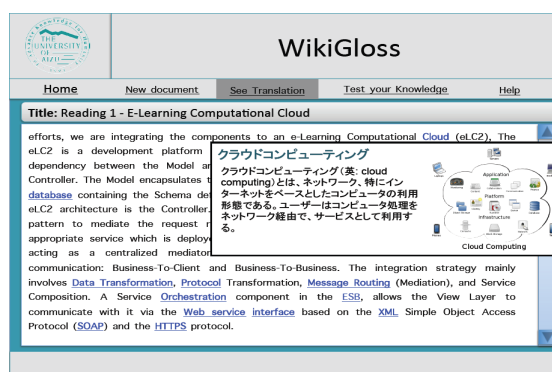 THE
UNIVERSITY
OF
AIZU
WikiGloss
Home New document See Translation Test your Knowledge Help
Title: Reading 1 - E-Learning Computational Cloud
efforts, we are integrating the components to an e-Learning Computational Cloud (eLC2), The
eLC2 is a development platform
dependency between the Model an
Controller. The Model encapsulates t
database containing the Schema def
eLC2 architecture is the Controller.
pattern to mediate the request r
appropriate service which is deploye
acting as a centralized mediator
クラウドコンピューティング
クラウドコンピューティング（英: cloud
computing）とは、ネットワーク、特にイン
ターネットをベースとしたコンピュータの利用
形態である。ユーザーはコンピュータ処理を
ネットワーク経由で、サービスとして利用す
る。
Application
Platform
Infrastructure
Cloud Computing
communication: Business-To-Client and Business-To-Business. The integration strategy mainly
involves Data Transformation, Protocol Transformation, Message Routing (Mediation), and Service
Composition. A Service Orchestration component in the ESB, allows the View Layer to
communicate with it via the Web service interface based on the XML Simple Object Access
Protocol (SOAP) and the HTTPS protocol.